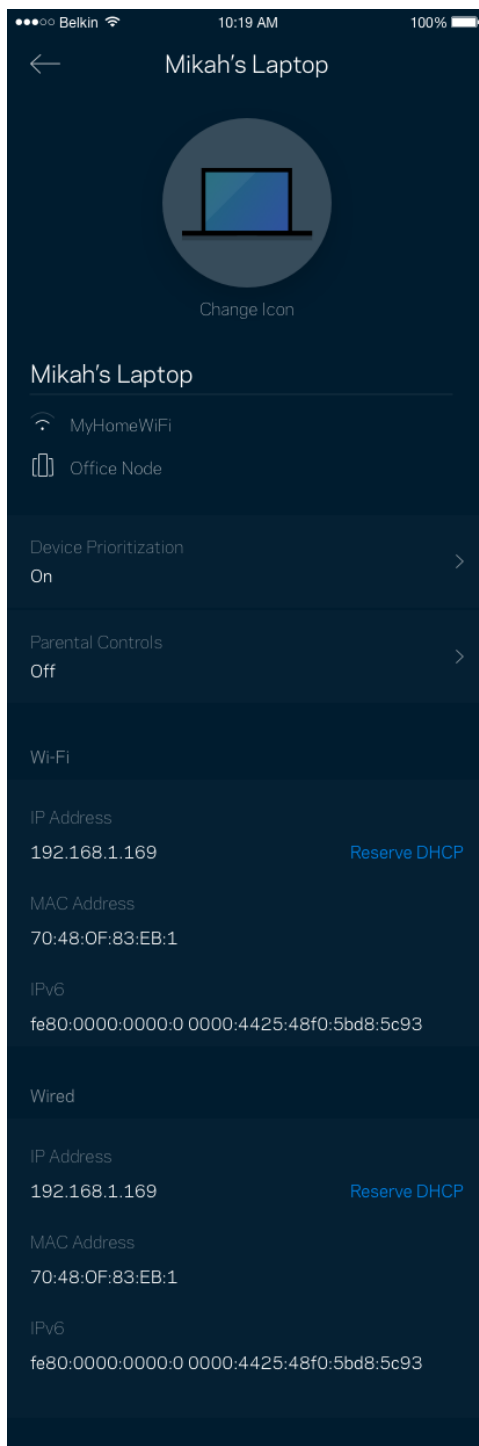 Belkin 10:19 AM 100%
Mikah's Laptop
Change Icon
Mikah's Laptop
MyHomeWiFi
Office Node
Device Prioritization
On
Parental Controls
Off
Wi-Fi
IP Address
192.168.1.169 Reserve DHCP
MAC Address
70:48:0F:83:EB:1
IPv6
fe80:0000:0000:0 0000:4425:48f0:5bd8:5c93
Wired
IP Address
192.168.1.169 Reserve DHCP
MAC Address
70:48:0F:83:EB:1
IPv6
fe80:0000:0000:0 0000:4425:48f0:5bd8:5c93